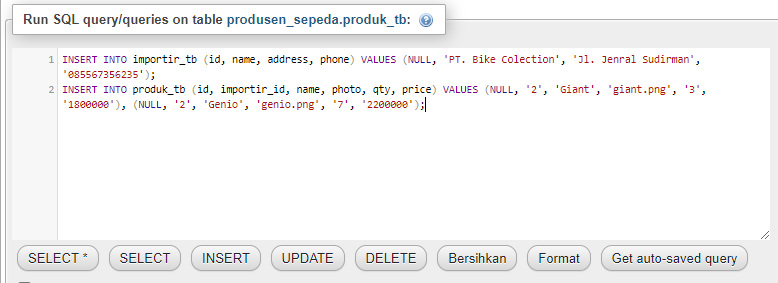 Run SQL query/queries on table produsen_sepeda.produk_tb:
1 INSERT INTO importir_tb (id, name, address, phone) VALUES (NULL, 'PT. Bike Colection', 'Jl. Jenral Sudirman',
'085567356235');
2 INSERT INTO produk_tb (id, importir_id, name, photo, qty, price) VALUES (NULL, '2', 'Giant', 'giant.png', '3',
'1800000'), (NULL, '2', 'Genio', 'genio.png', '7', '2200000');
SELECT * SELECT INSERT UPDATE DELETE Bersihkan Format Get auto-saved query